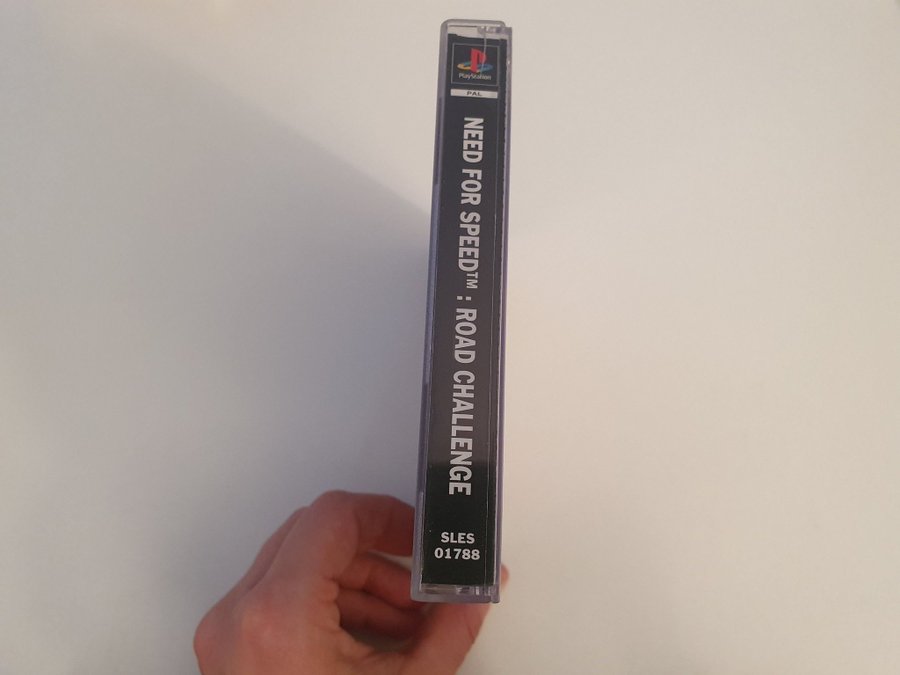 PlayStation
PAL
NEED FOR SPEED™ : ROAD CHALLENGE
SLES
01788